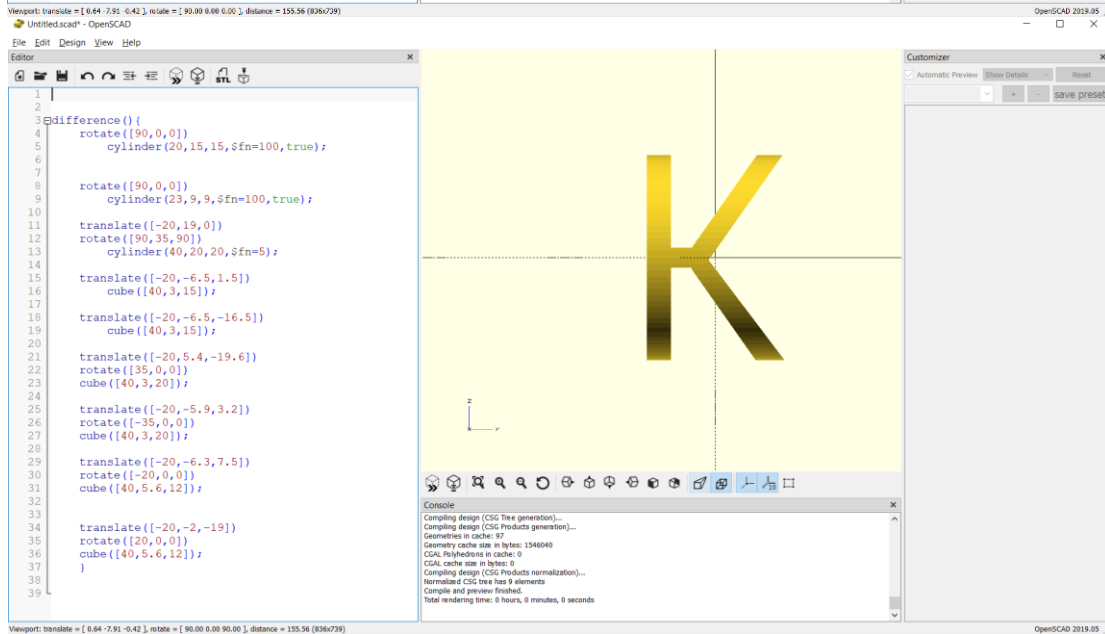 Viewport: translate = [ 0.64 -7.91 -0.42 ], rotate = [ 90.00 0.00 0.00 ], distance = 155.56 (836x739) OpenSCAD 2019.05
Untitled.scad* - OpenSCAD
File Edit Design View Help
Editor
Customizer
STL
Automatic Preview Show Details Reset
+ - save preset
1
2
3 difference(){
4 rotate([90,0,0])
5 cylinder(20,15,15,$fn=100,true);
6
7
8 rotate([90,0,0])
9 cylinder(23,9,9,$fn=100,true);
10
11 translate([-20,19,0])
12 rotate([90,35,90])
13 cylinder(40,20,20,$fn=5);
14
15 translate([-20,-6.5,1.5])
16 cube([40,3,15]);
17
18 translate([-20,-6.5,-16.5])
19 cube([40,3,15]);
20
21 translate([-20,5.4,-19.6])
22 rotate([35,0,0])
23 cube([40,3,20]);
24
25 translate([-20,-5.9,3.2])
26 rotate([-35,0,0])
27 cube([40,3,20]);
28
29 translate([-20,-6.3,7.5])
30 rotate([-20,0,0])
31 cube([40,5.6,12]);
32
33
34 translate([-20,-2,-19])
35 rotate([20,0,0])
36 cube([40,5.6,12]);
37 }
38
39
K
z
x y
10
Console
Compiling design (CSG Tree generation)...
Compiling design (CSG Products generation)...
Geometries in cache: 97
Geometry cache size in bytes: 1546040
CGAL Polyhedrons in cache: 0
CGAL cache size in bytes: 0
Compiling design (CSG Products normalization)...
Normalized CSG tree has 9 elements
Compile and preview finished.
Total rendering time: 0 hours, 0 minutes, 0 seconds
Viewport: translate = [ 0.64 -7.91 -0.42 ], rotate = [ 90.00 0.00 90.00 ], distance = 155.56 (836x739) OpenSCAD 2019.05